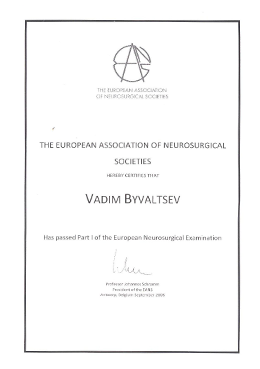 THE EUROPEAN ASSOCIATION
OF NEUROSURGICAL SOCIETIES
THE EUROPEAN ASSOCIATION OF NEUROSURGICAL
SOCIETIES
HEREBY CERTIFIES THAT
VADIM BYVALTSEV
Has passed Part I of the European Neurosurgical Examination
Professor Johannes Schramm
President of the EANS
Antwerp, Belgium September